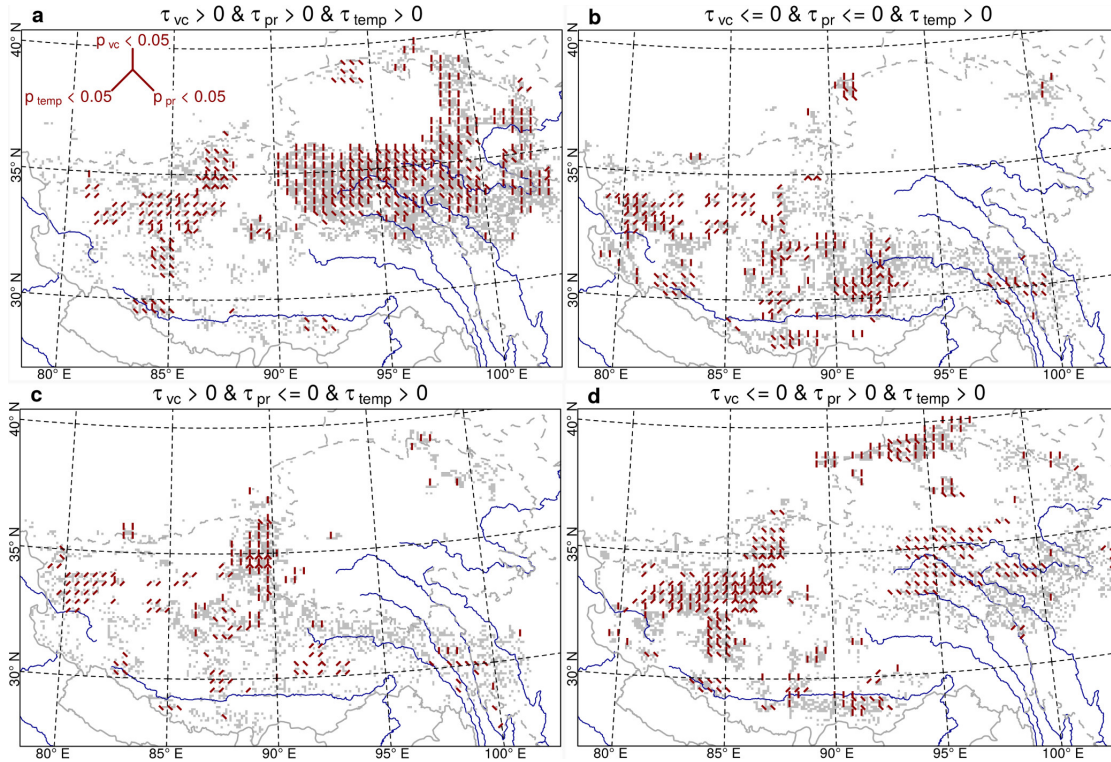 a τ vc > 0 & τ pr > 0 & τ temp > 0
p vc < 0.05
p temp < 0.05 p pr < 0.05
40° N
35° N
30° N
80° E 85° E 90° E 95° E 100° E
b τ vc <= 0 & τ pr <= 0 & τ temp > 0
40° N
35° N
30° N
80° E 85° E 90° E 95° E 100° E
c τ vc > 0 & τ pr <= 0 & τ temp > 0
40° N
35° N
30° N
80° E 85° E 90° E 95° E 100° E
d τ vc <= 0 & τ pr > 0 & τ temp > 0
40° N
35° N
30° N
80° E 85° E 90° E 95° E 100° E